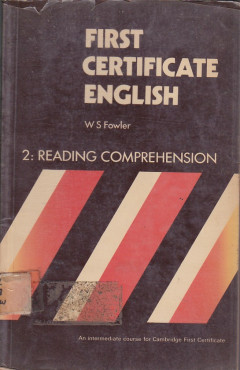 FIRST
CERTIFICATE
ENGLISH
W S Fowler
2: READING COMPREHENSION
An intermediate course for Cambridge First Certificate